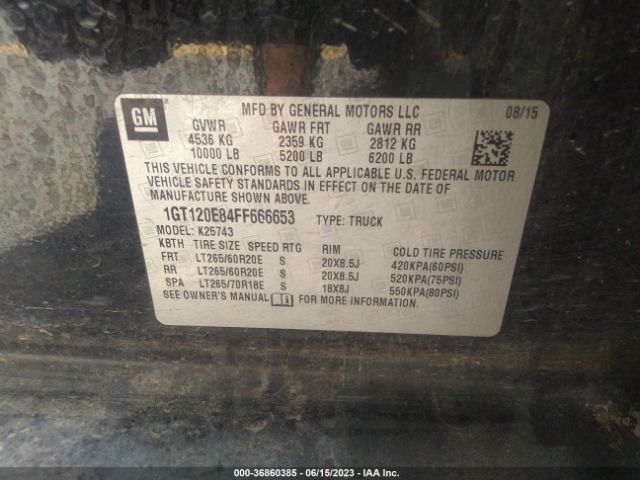 GM
MFD BY GENERAL MOTORS LLC 08/15
GVWR GAWR FRT GAWR RR
4536 KG 2359 KG 2812 KG
10000 LB 5200 LB 6200 LB
THIS VEHICLE CONFORMS TO ALL APPLICABLE U.S. FEDERAL MOTOR
VEHICLE SAFETY STANDARDS IN EFFECT ON THE DATE OF
MANUFACTURE SHOWN ABOVE.
1GT120E84FF666653 TYPE: TRUCK
MODEL: K25743
KBTH TIRE SIZE SPEED RTG RIM COLD TIRE PRESSURE
FRT LT265/60R20E S 20X8.5J 420KPA(60PSI)
RR LT265/60R20E S 20X8.5J 520KPA(75PSI)
SPA LT265/70R18E S 18X8J 550KPA(80PSI)
SEE OWNER'S MANUAL FOR MORE INFORMATION.
000-36860385 - 06/15/2023 - IAA Inc.